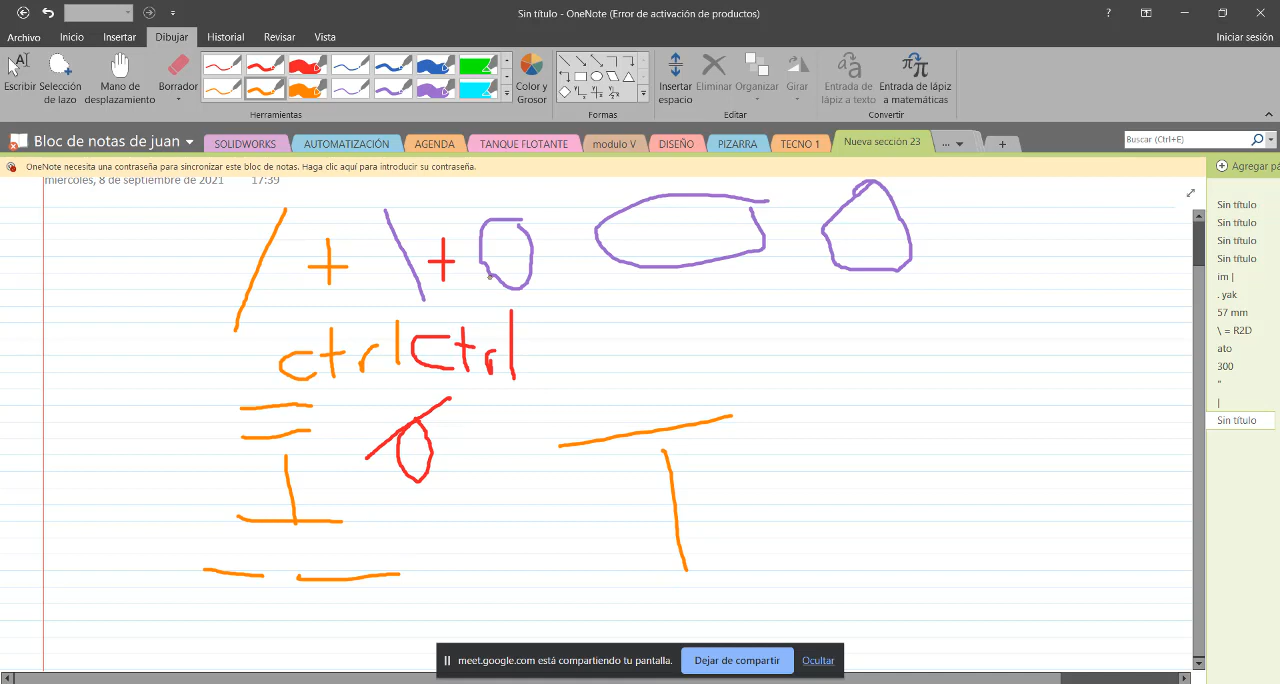 Sin título - OneNote (Error de activación de productos)
Archivo Inicio Insertar Dibujar Historial Revisar Vista Iniciar sesión
Escribir Selección de lazo Mano de desplazamiento Borrador Color y Grosor Insertar espacio Eliminar Organizar Girar Entrada de lápiz a texto Entrada de lápiz a matemáticas
Herramientas Formas Editar Convertir
Bloc de notas de juan SOLIDWORKS AUTOMATIZACIÓN AGENDA TANQUE FLOTANTE modulo V DISEÑO PIZARRA TECNO 1 Nueva sección 23 ... + Buscar (Ctrl+E)
OneNote necesita una contraseña para sincronizar este bloc de notas. Haga clic aquí para introducir su contraseña.
Agregar pá
miércoles, 8 de septiembre de 2021 17:39
/ + \ +
ctrl ctrl
Sin título
Sin título
Sin título
Sin título
im |
. yak
57 mm
\ = R2D
ato
300
"
|
Sin título
meet.google.com está compartiendo tu pantalla. Dejar de compartir Ocultar